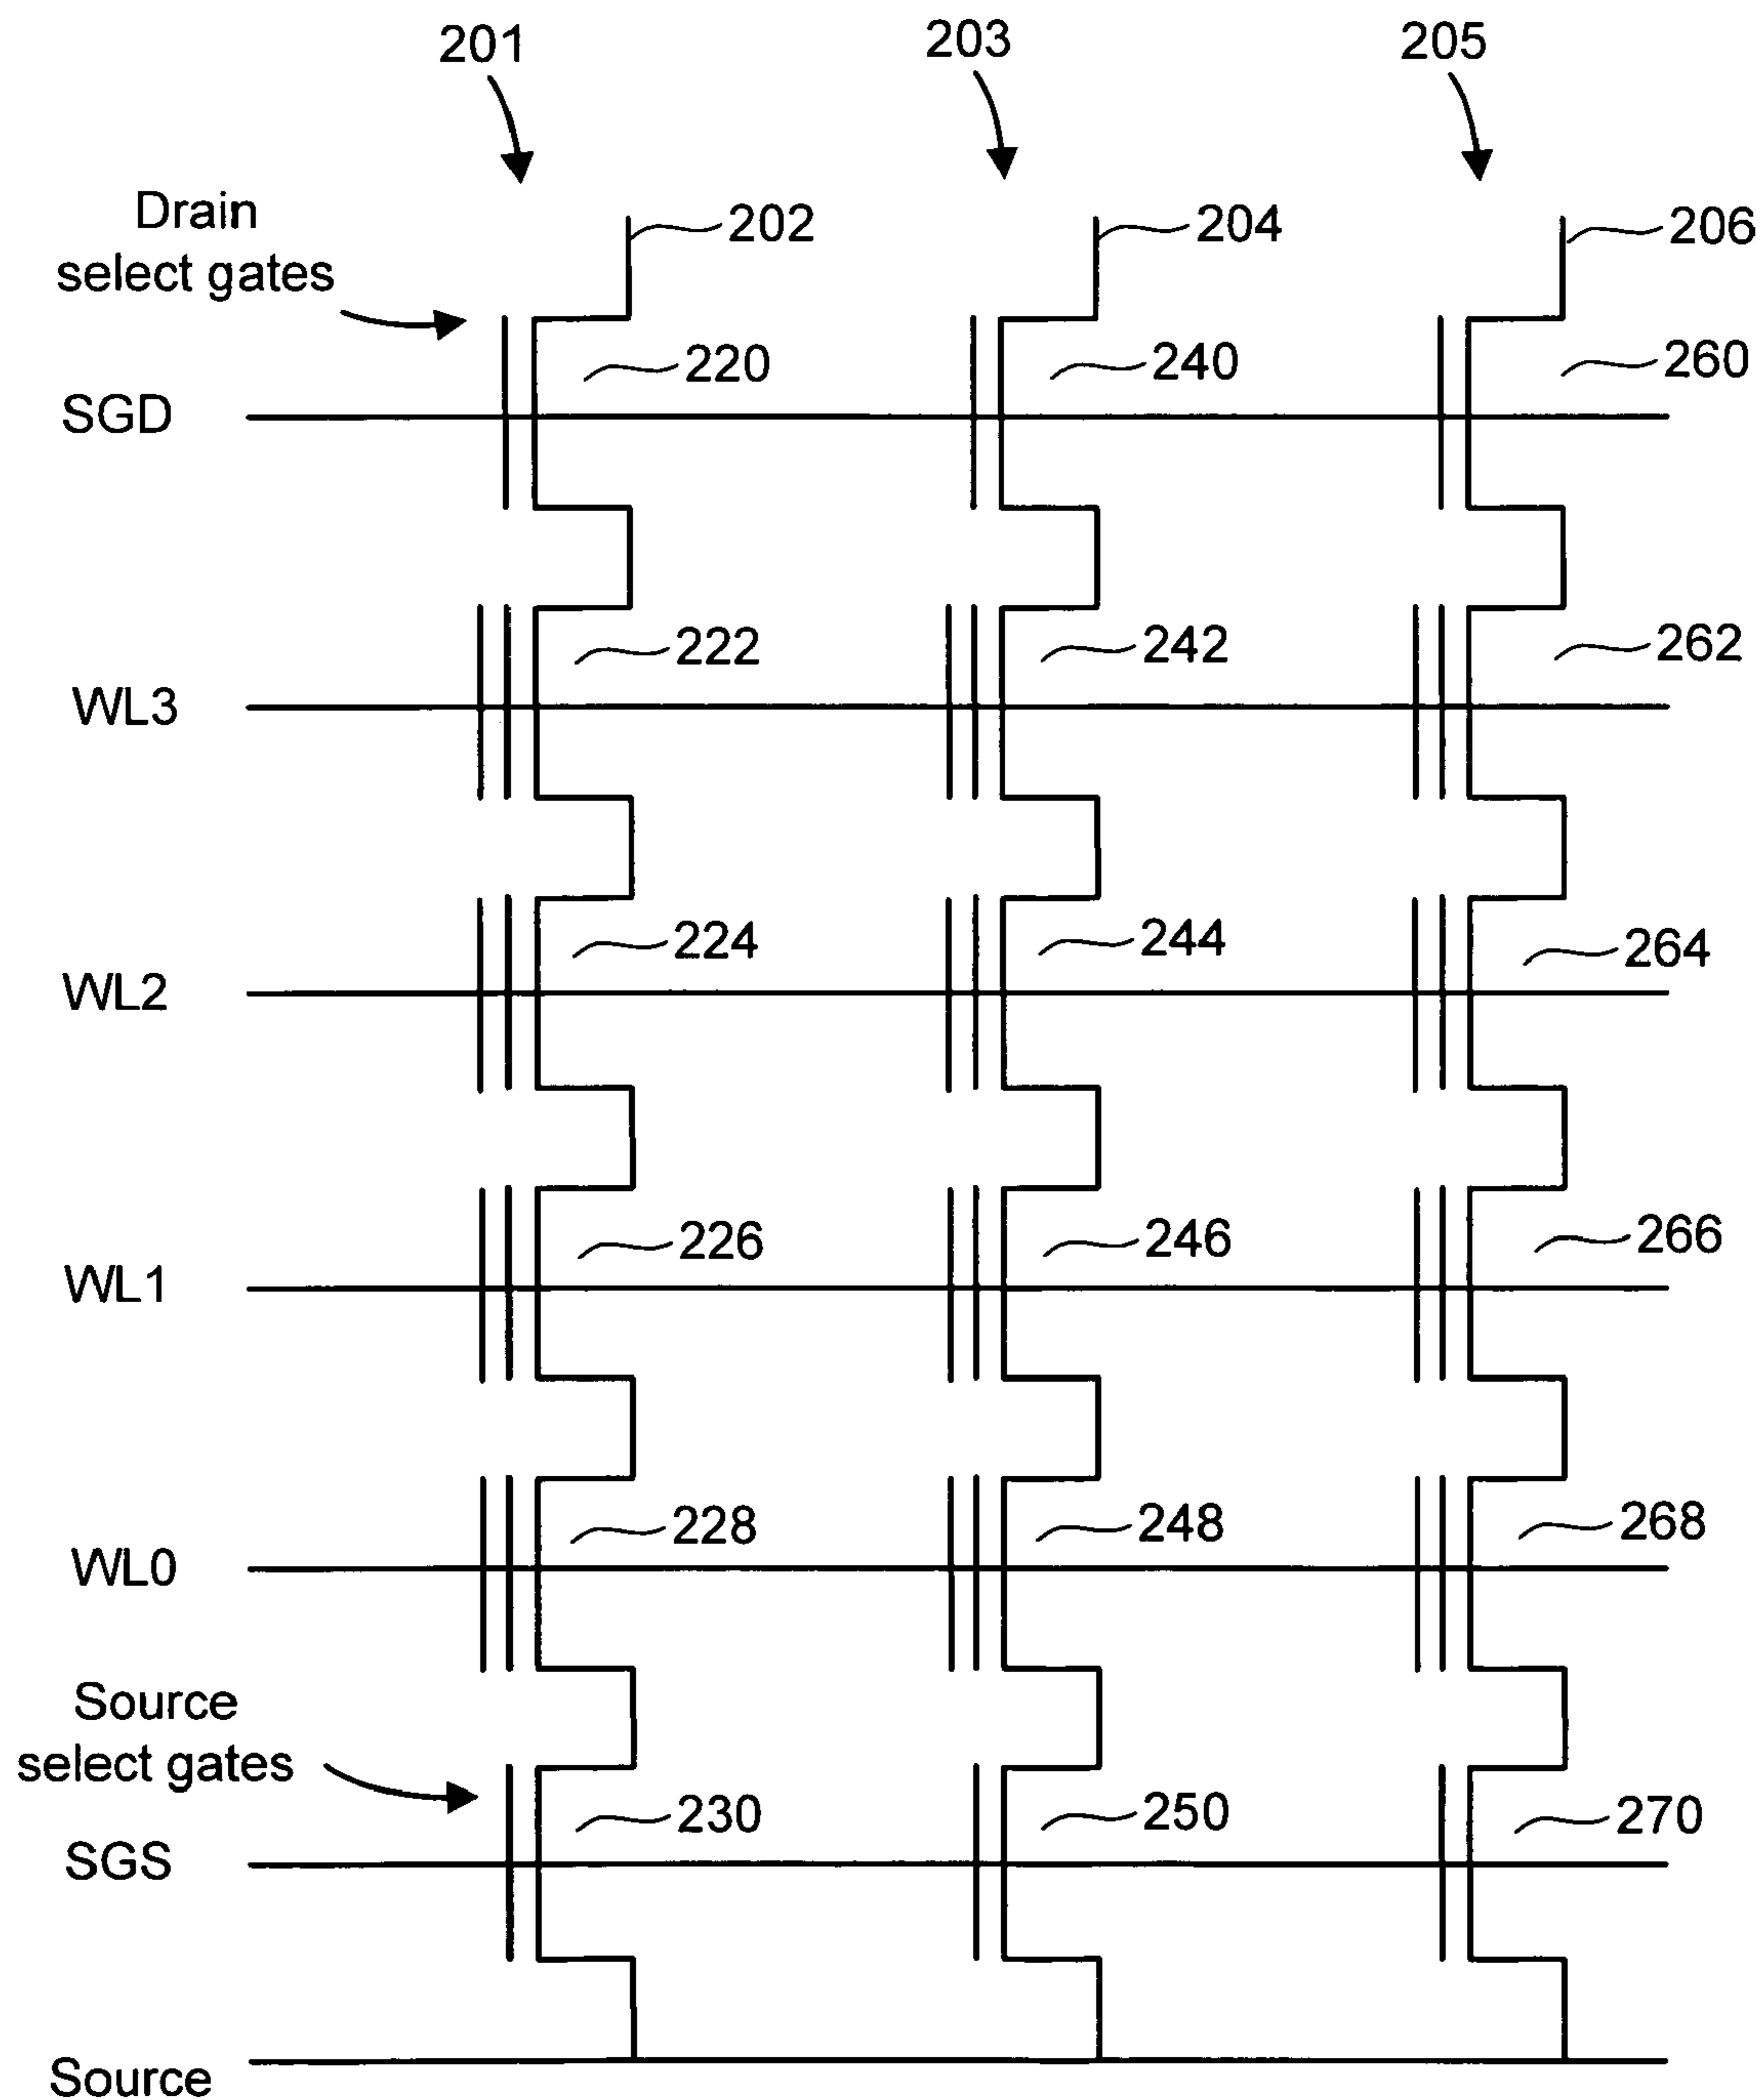 201 203 205
Drain
select gates
202 204 206
220 240 260
SGD
222 242 262
WL3
224 244 264
WL2
226 246 266
WL1
228 248 268
WL0
Source
select gates
230 250 270
SGS
Source